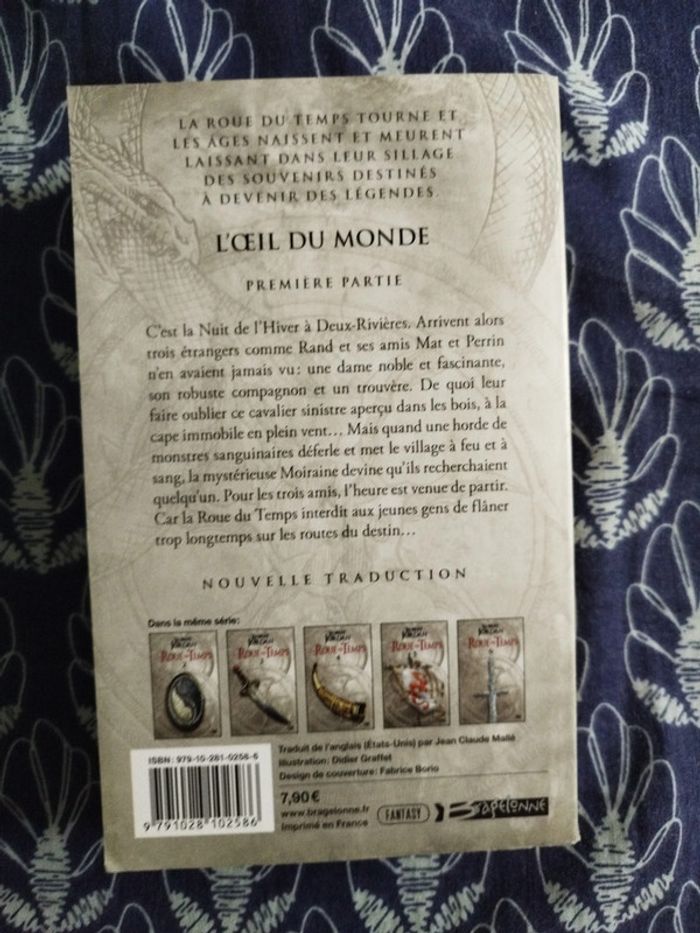 LA ROUE DU TEMPS TOURNE ET
LES ÂGES NAISSENT ET MEURENT
LAISSANT DANS LEUR SILLAGE
DES SOUVENIRS DESTINÉS
À DEVENIR DES LÉGENDES.
L'ŒIL DU MONDE
PREMIÈRE PARTIE
C'est la Nuit de l'Hiver à Deux-Rivières. Arrivent alors
trois étrangers comme Rand et ses amis Mat et Perrin
n'en avaient jamais vu : une dame noble et fascinante,
son robuste compagnon et un trouvère. De quoi leur
faire oublier ce cavalier sinistre aperçu dans les bois, à la
cape immobile en plein vent... Mais quand une horde de
monstres sanguinaires déferle et met le village à feu et à
sang, la mystérieuse Moiraine devine qu'ils recherchaient
quelqu'un. Pour les trois amis, l'heure est venue de partir.
Car la Roue du Temps interdit aux jeunes gens de flâner
trop longtemps sur les routes du destin...
NOUVELLE TRADUCTION
Dans la même série:
Traduit de l'anglais (États-Unis) par Jean Claude Mallé
Illustration: Didier Graffet
Design de couverture: Fabrice Borio
ISBN: 979-10-281-0258-6
9 791028 102586
7,90 €
www.bragelonne.fr
Imprimé en France
FANTASY
BRAGELONNE